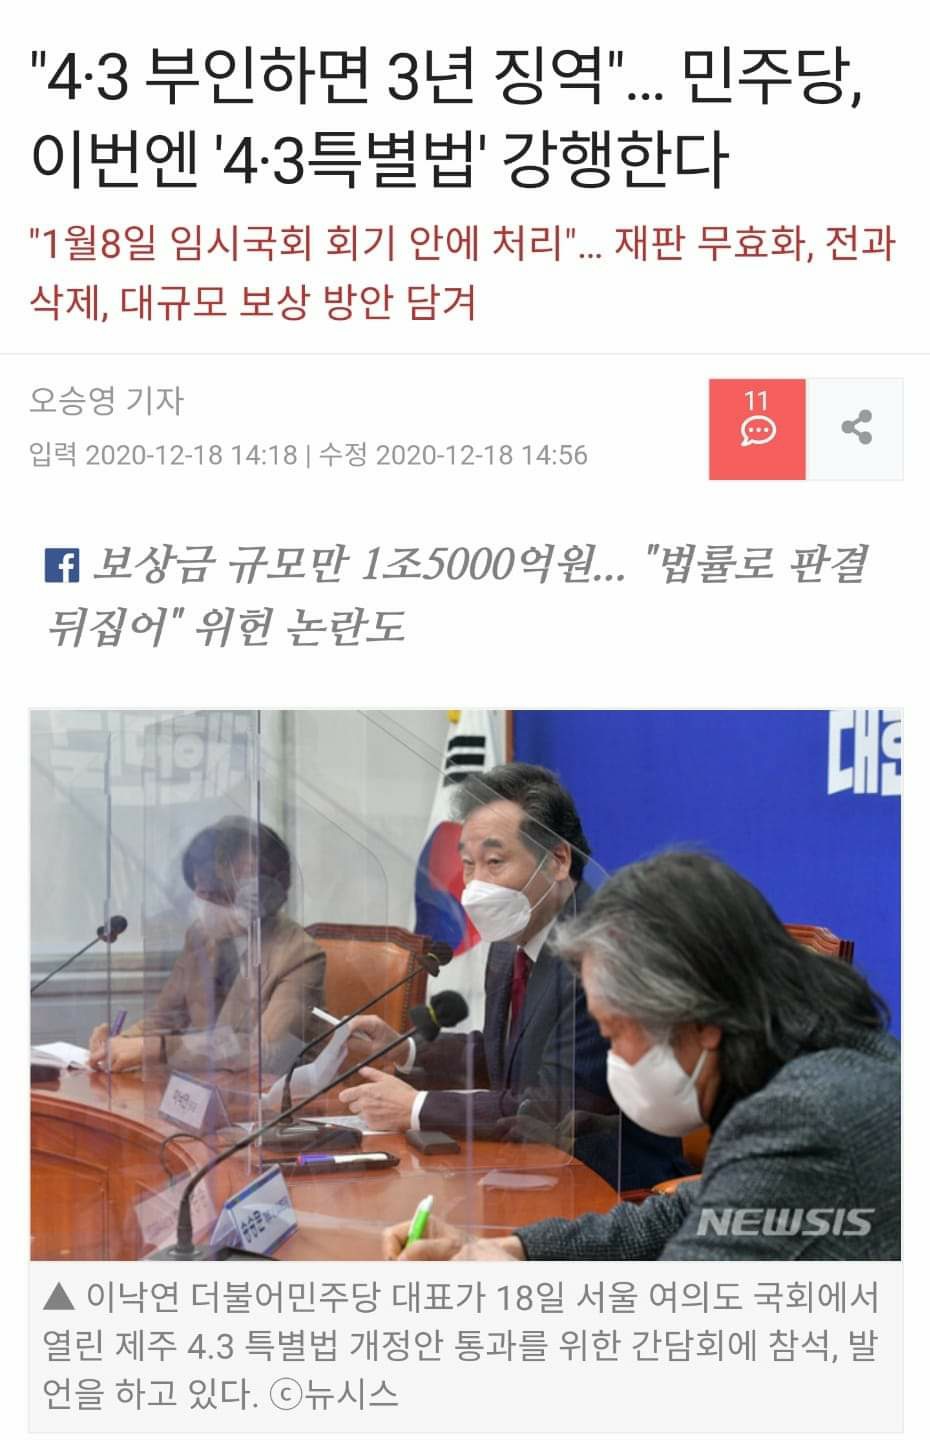 "4·3 부인하면 3년 징역"... 민주당,
이번엔 '4·3특별법' 강행한다
"1월8일 임시국회 회기 안에 처리"... 재판 무효화, 전과
삭제, 대규모 보상 방안 담겨
오승영 기자
입력 2020-12-18 14:18 | 수정 2020-12-18 14:56
11
보상금 규모만 1조5000억원... "법률로 판결
뒤집어" 위헌 논란도
NEWSIS
▲ 이낙연 더불어민주당 대표가 18일 서울 여의도 국회에서
열린 제주 4.3 특별법 개정안 통과를 위한 간담회에 참석, 발
언을 하고 있다. ⓒ뉴시스